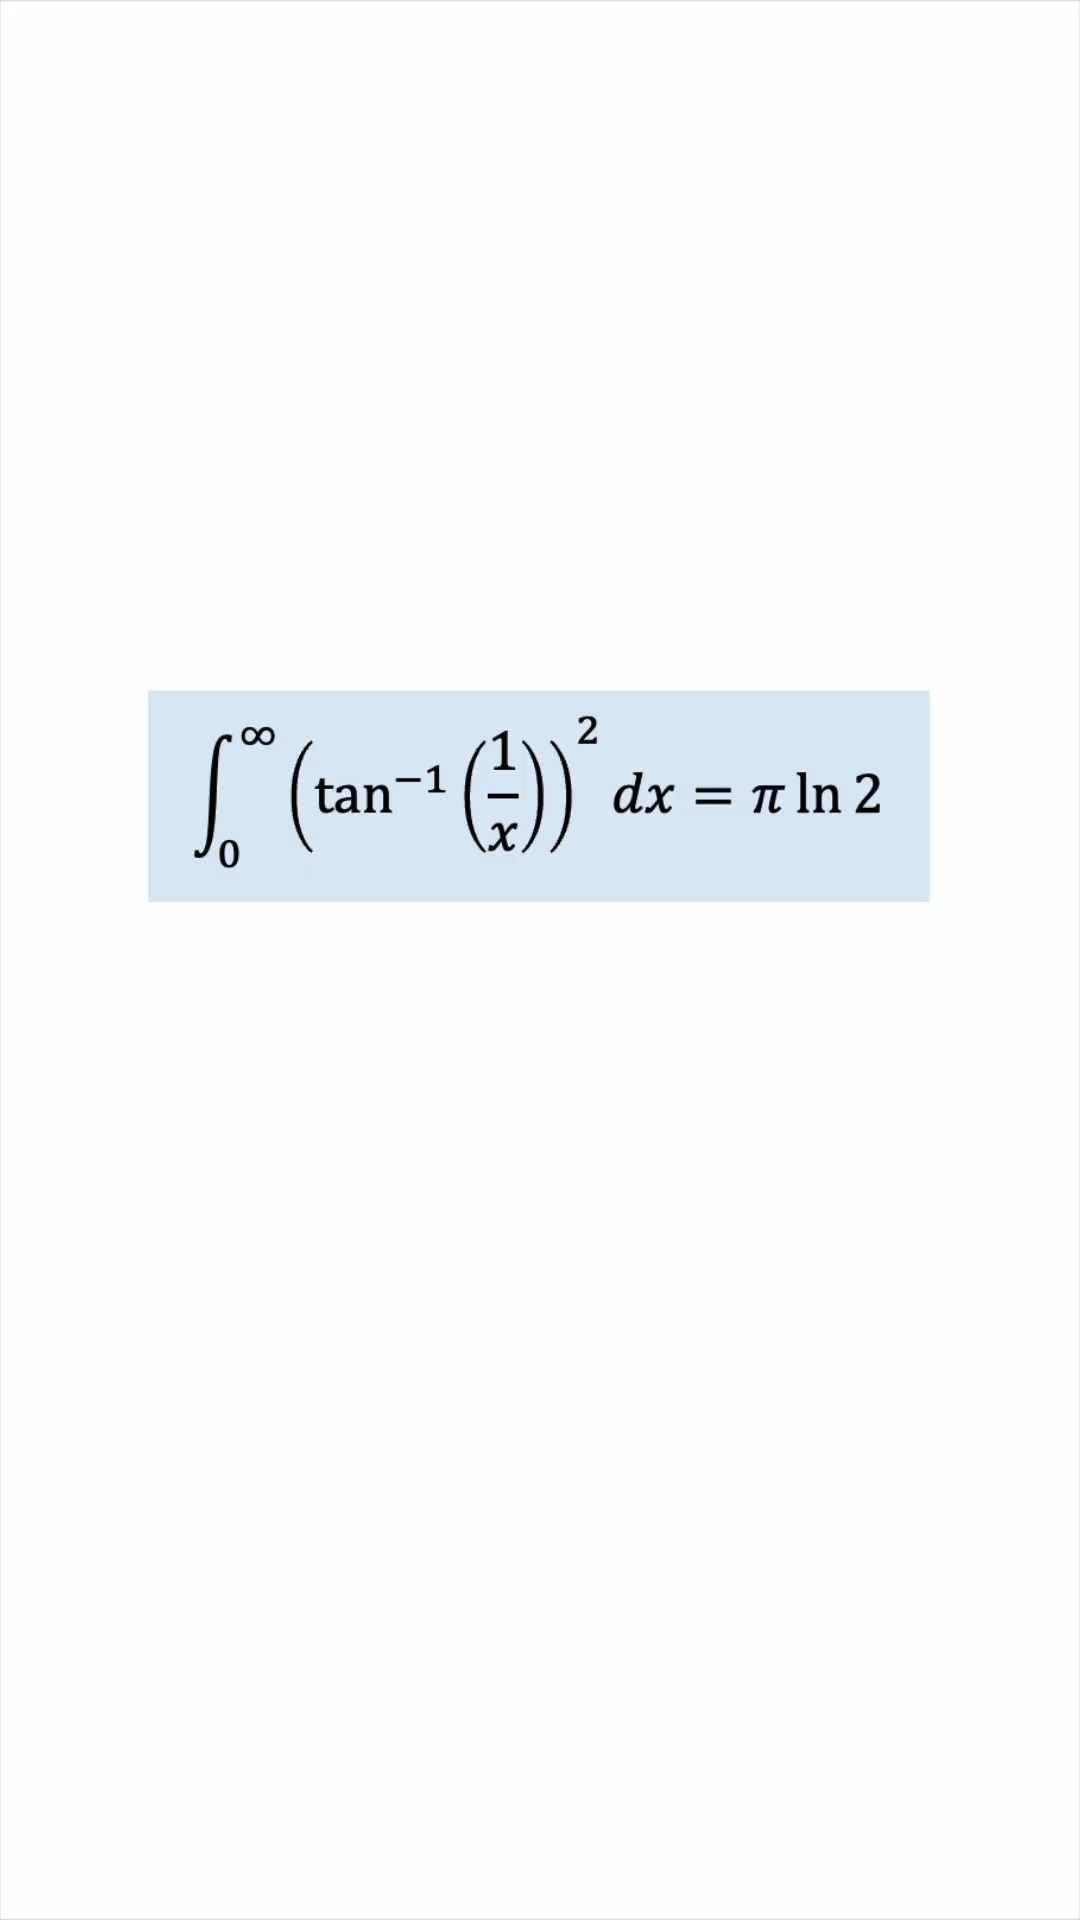 ∫₀^∞ (tan⁻¹(1/x))² dx = π ln 2